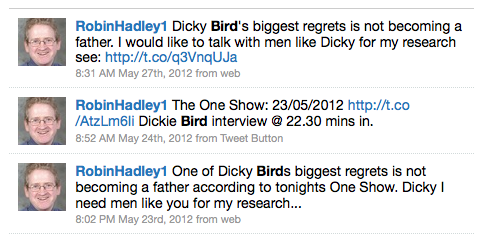 RobinHadley1 Dicky Bird's biggest regrets is not becoming a
father. I would like to talk with men like Dicky for my research
see: http://t.co/q3VnqUJa
8:31 AM May 27th, 2012 from web
RobinHadley1 The One Show: 23/05/2012 http://t.co
/AtzLm6Ii Dickie Bird interview @ 22.30 mins in.
8:52 AM May 24th, 2012 from Tweet Button
RobinHadley1 One of Dicky Birds biggest regrets is not
becoming a father according to tonights One Show. Dicky I
need men like you for my research...
8:02 PM May 23rd, 2012 from web